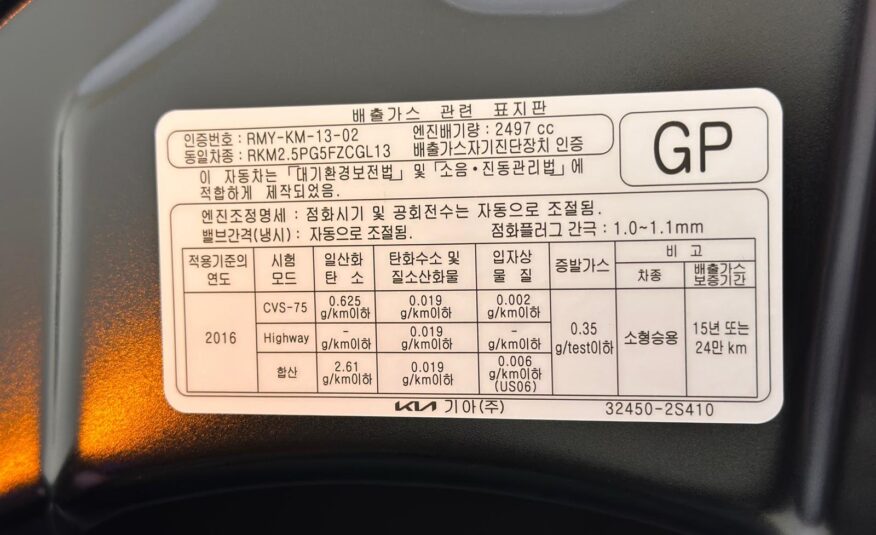 배출가스 관련 표지판
인증번호 : RMY-KM-13-02 엔진배기량 : 2497 cc
동일차종 : RKM2.5PG5FZCGL13 배출가스자기진단장치 인증
GP
이 자동차는 「대기환경보전법」 및 「소음·진동관리법」에
적합하게 제작되었음.
엔진조정명세 : 점화시기 및 공회전수는 자동으로 조절됨.
밸브간격(냉시) : 자동으로 조절됨. 점화플러그 간극 : 1.0~1.1mm
적용기준의 연도 시험 모드 일산화 탄소 탄화수소 및 질소산화물 입자상 물질 증발가스 비고
차종 배출가스 보증기간
2016 CVS-75 0.625 g/km이하 0.019 g/km이하 0.002 g/km이하 0.35 g/test이하 소형승용 15년 또는 24만 km
Highway - g/km이하 0.019 g/km이하 - g/km이하
합산 2.61 g/km이하 0.019 g/km이하 0.006 g/km이하 (US06)
KIA 기아(주) 32450-2S410